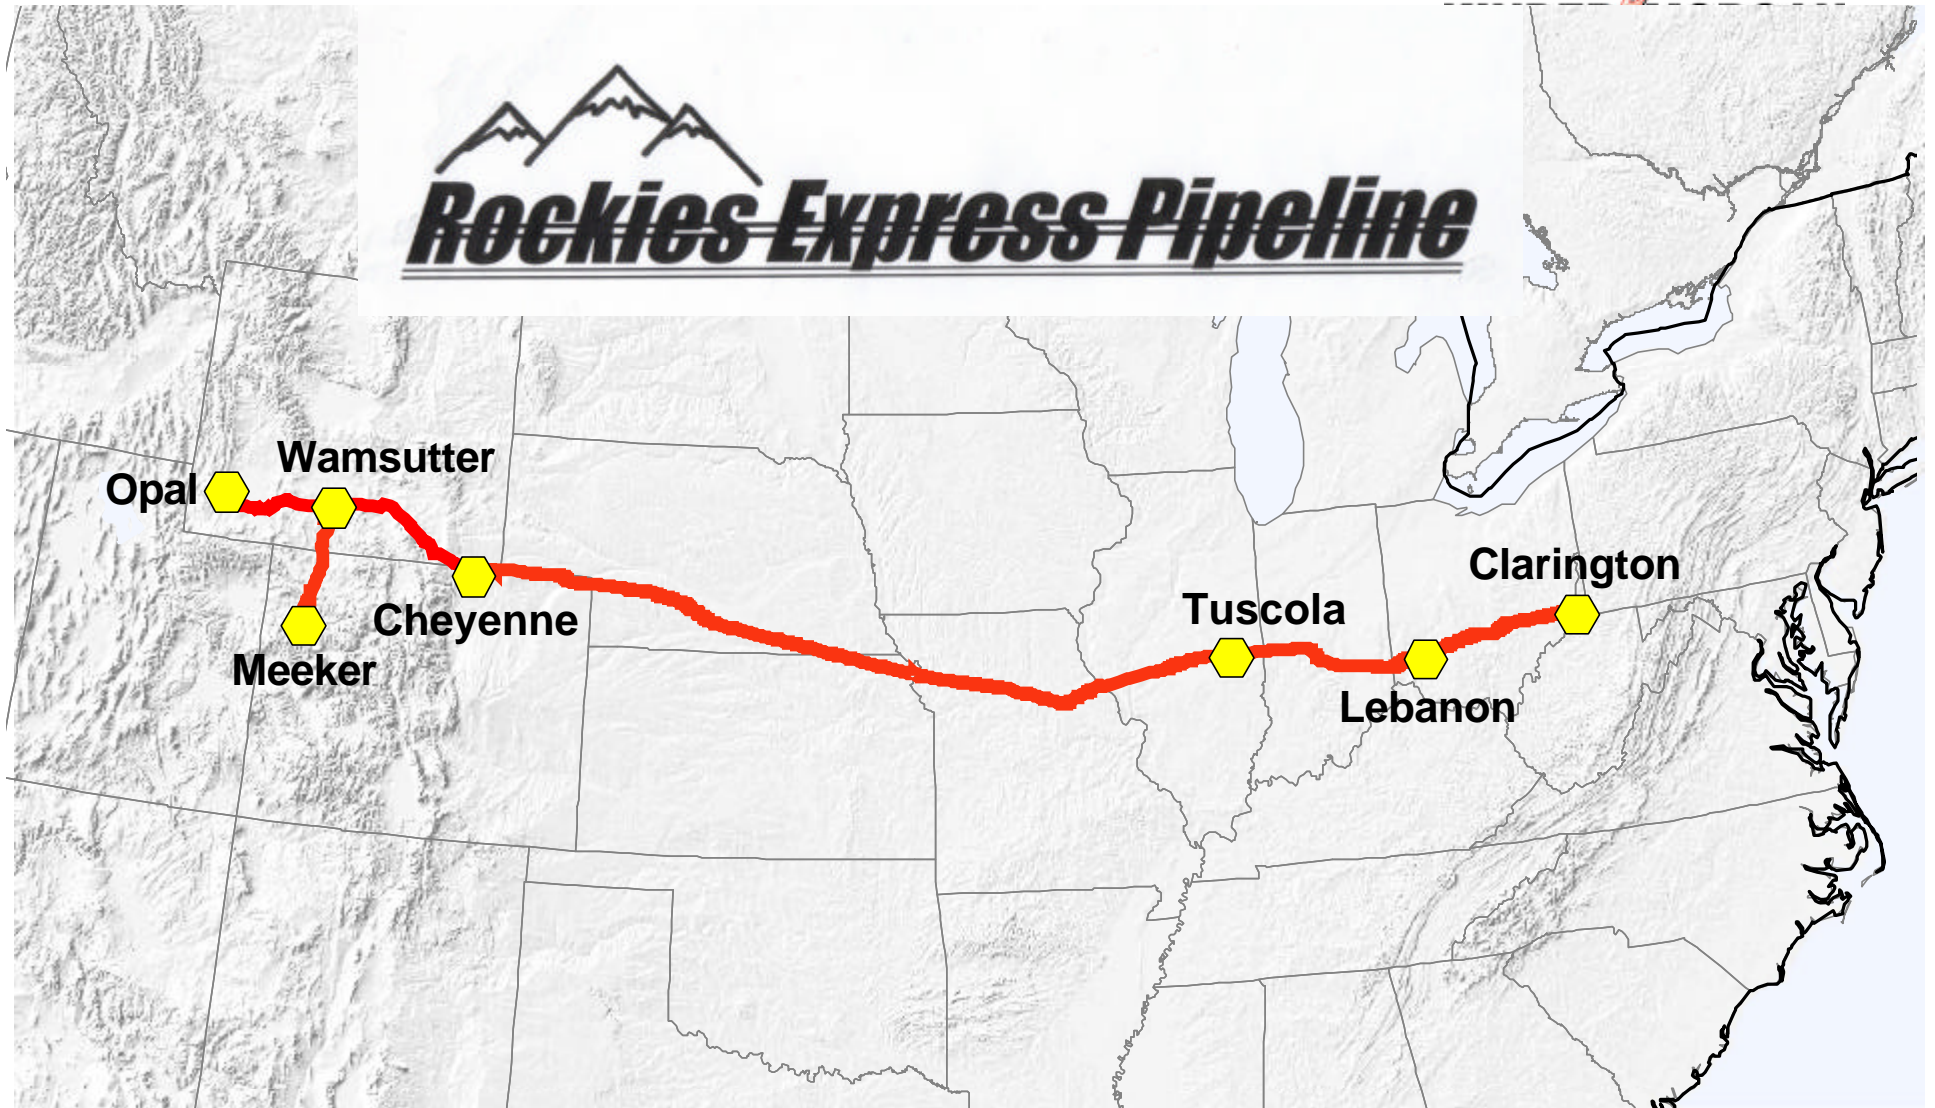 Rockies Express Pipeline
Wamsutter
Opal
Clarington
Tuscola
Cheyenne
Meeker
Lebanon